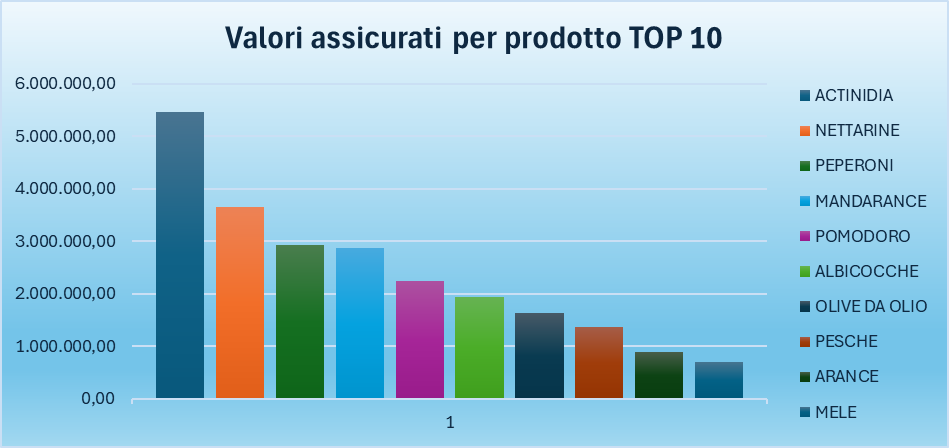 Valori assicurati per prodotto TOP 10
6.000.000,00
5.000.000,00
4.000.000,00
3.000.000,00
2.000.000,00
1.000.000,00
0,00
1
ACTINIDIA
NETTARINE
PEPERONI
MANDARANCE
POMODORO
ALBICOCCHE
OLIVE DA OLIO
PESCHE
ARANCE
MELE